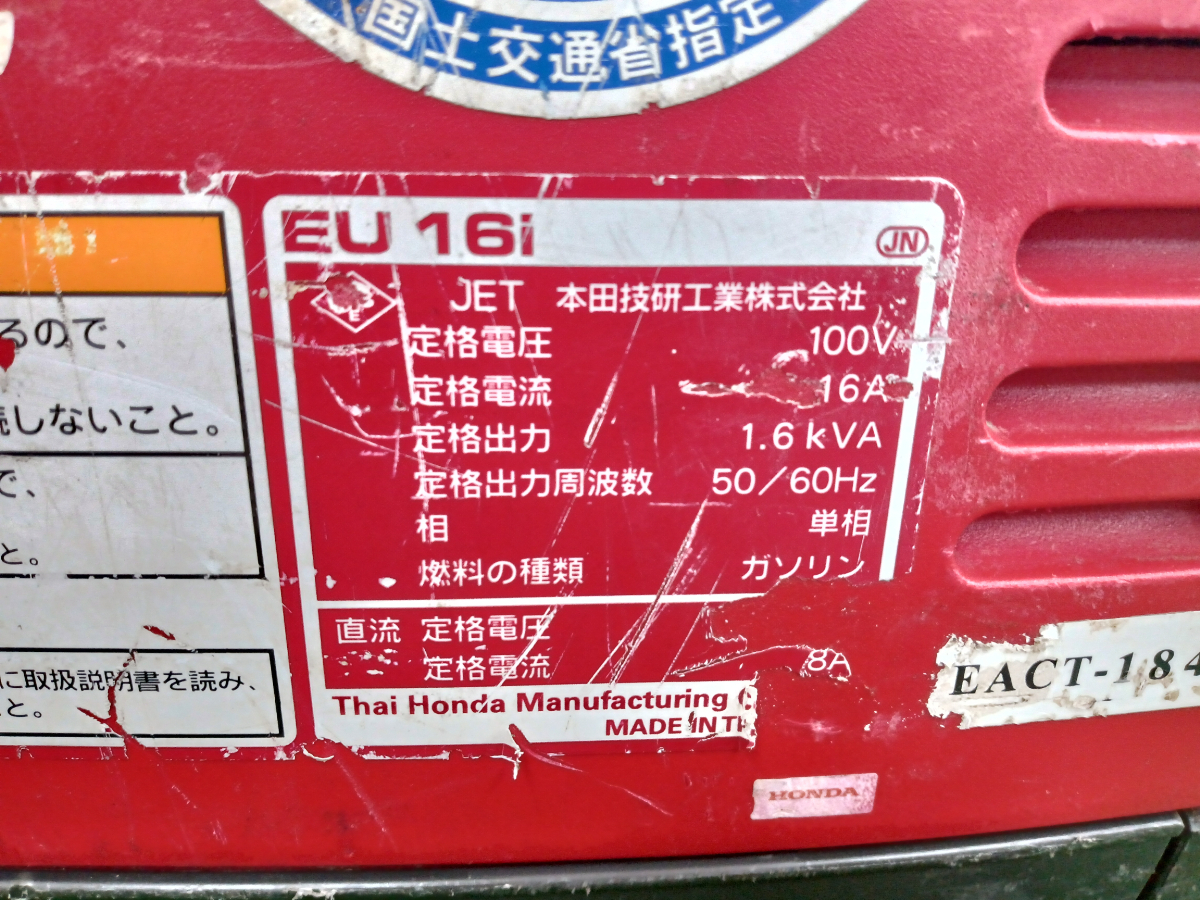 国土交通省指定
るので、
続しないこと。
で、
と。
に取扱説明書を読み、
と。
EU 16i JN
JET 本田技研工業株式会社
定格電圧 100V
定格電流 16A
定格出力 1.6 kVA
定格出力周波数 50/60Hz
相 単相
燃料の種類 ガソリン
直流 定格電圧
定格電流 8A
Thai Honda Manufacturing
MADE IN
EACT-184
HONDA